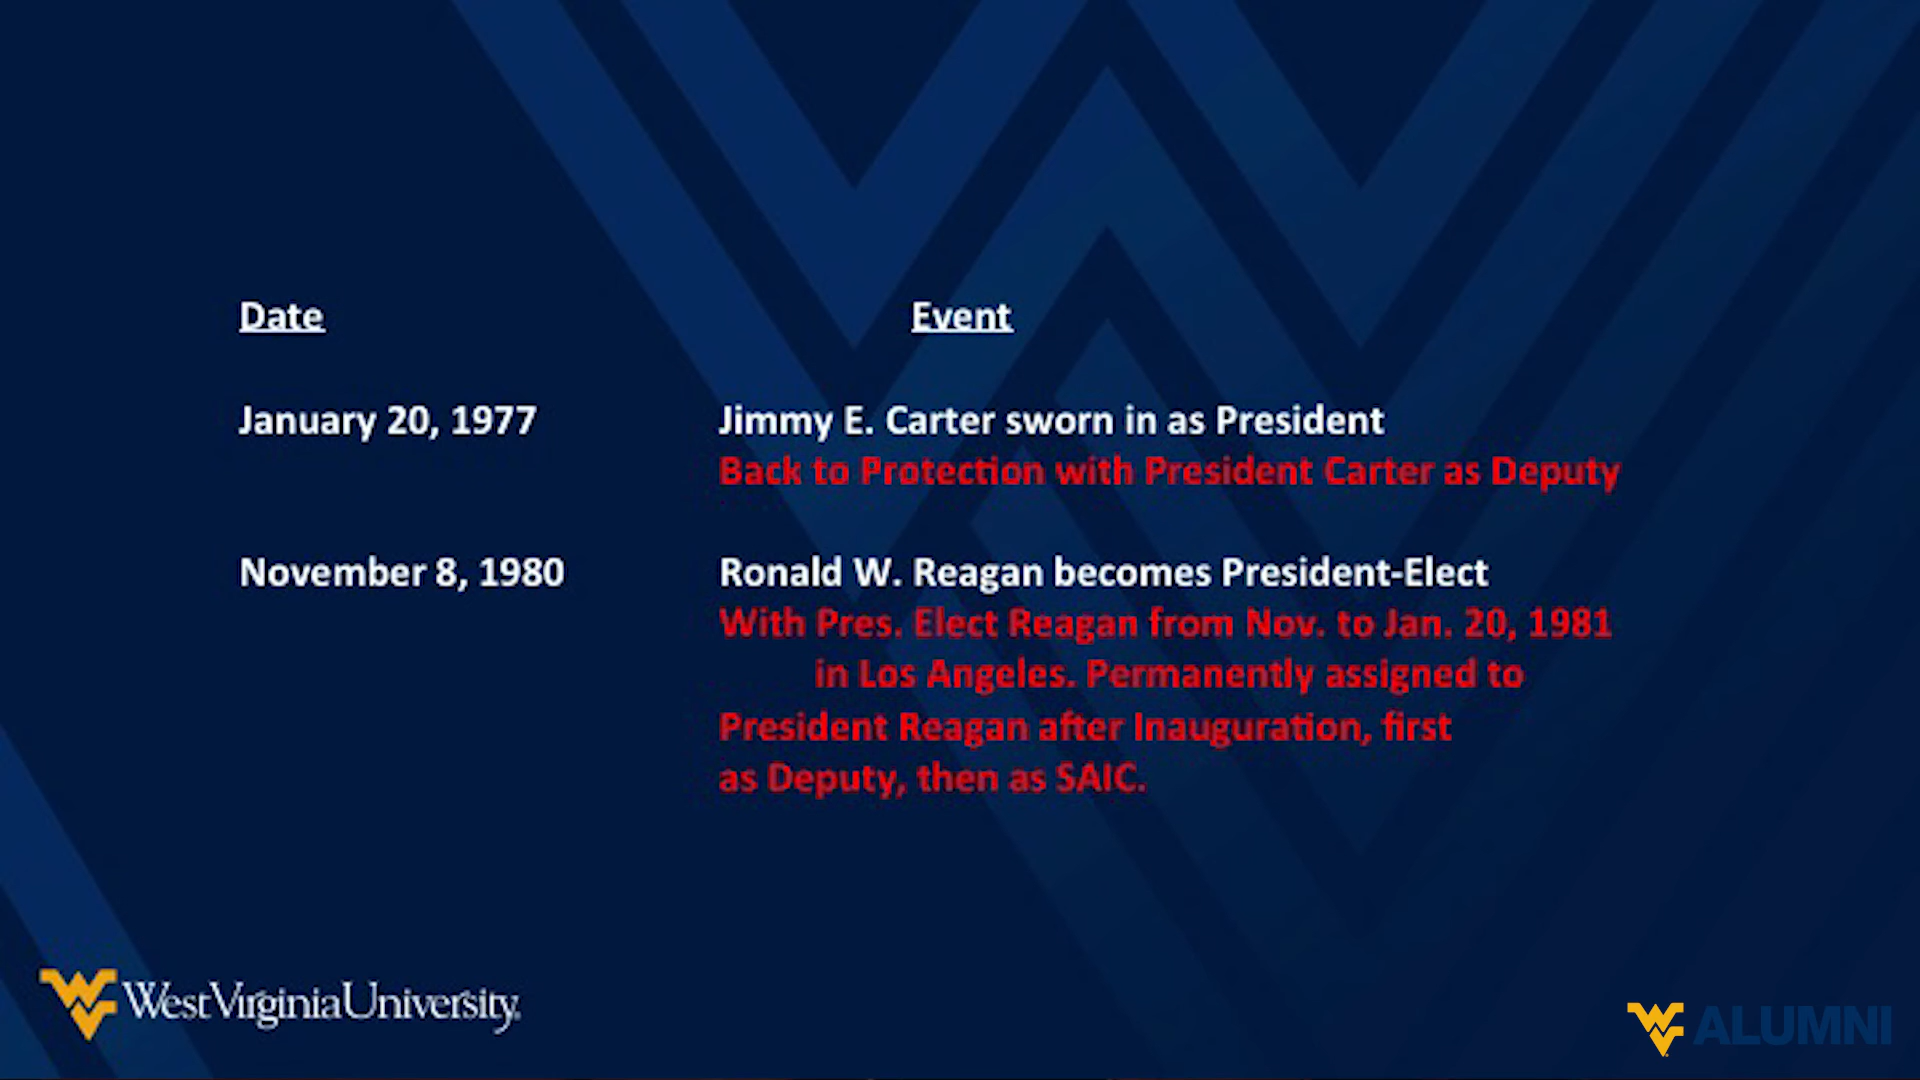 Date Event
January 20, 1977 Jimmy E. Carter sworn in as President
Back to Protection with President Carter as Deputy
November 8, 1980 Ronald W. Reagan becomes President-Elect
With Pres. Elect Reagan from Nov. to Jan. 20, 1981
in Los Angeles. Permanently assigned to
President Reagan after Inauguration, first
as Deputy, then as SAIC.
WestVirginiaUniversity
ALUMNI